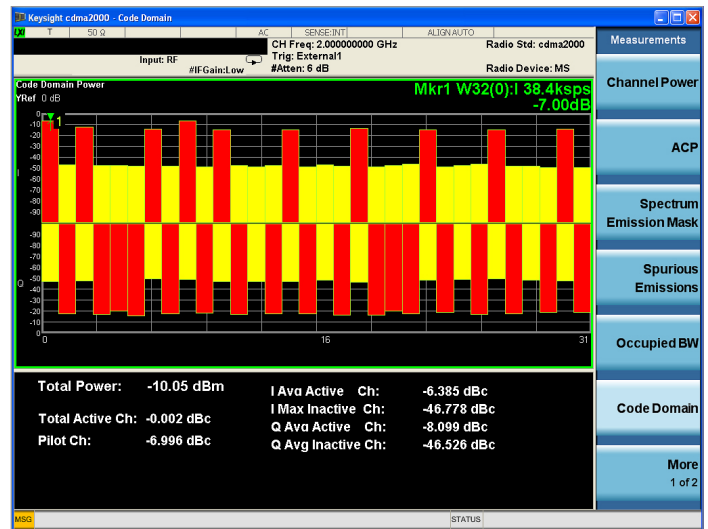 Keysight cdma2000 - Code Domain
LXI T 50 Ω AC SENSE:INT ALIGN AUTO
CH Freq: 2.000000000 GHz Radio Std: cdma2000
Input: RF Trig: External1
#IFGain:Low #Atten: 6 dB Radio Device: MS
Code Domain Power
YRef 0 dB
Mkr1 W32(0):I 38.4ksps
-7.00dB
0
-10
-20
-30
-40
-50
-60
-70
-80
-90
I
1
-90
-80
-70
-60
-50
-40
-30
-20
-10
0
Q
0 16 31
Total Power: -10.05 dBm
Total Active Ch: -0.002 dBc
Pilot Ch: -6.996 dBc
I Avg Active Ch: -6.385 dBc
I Max Inactive Ch: -46.778 dBc
Q Avg Active Ch: -8.099 dBc
Q Avg Inactive Ch: -46.526 dBc
Measurements
Channel Power
ACP
Spectrum
Emission Mask
Spurious
Emissions
Occupied BW
Code Domain
More
1 of 2
MSG STATUS